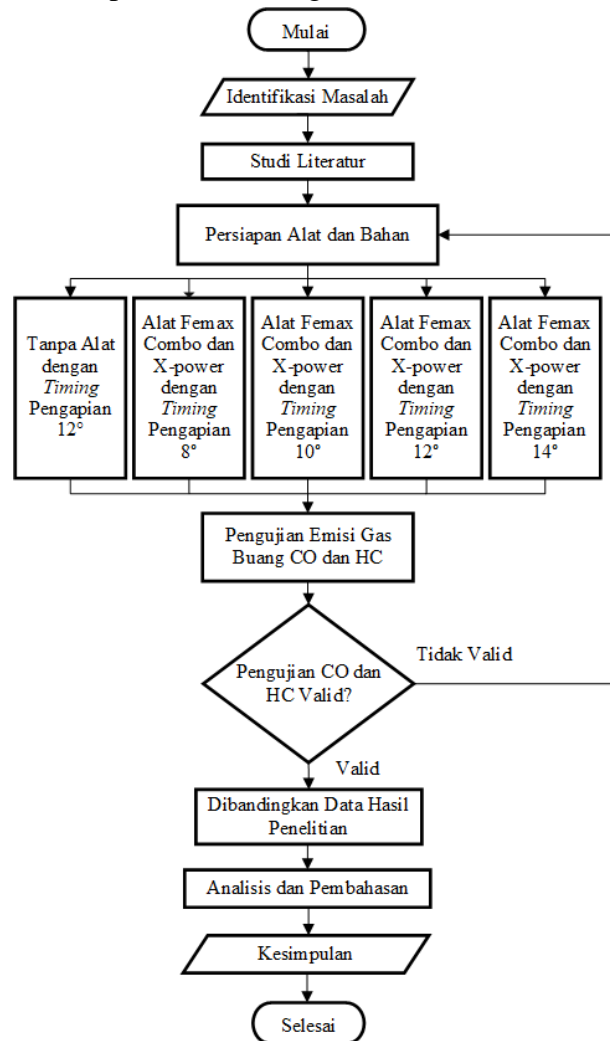 Mulai
Identifikasi Masalah
Studi Literatur
Persiapan Alat dan Bahan
Tanpa Alat
dengan
Timing
Pengapian
12°
Alat Femax
Combo dan
X-power
dengan
Timing
Pengapian
8°
Alat Femax
Combo dan
X-power
dengan
Timing
Pengapian
10°
Alat Femax
Combo dan
X-power
dengan
Timing
Pengapian
12°
Alat Femax
Combo dan
X-power
dengan
Timing
Pengapian
14°
Pengujian Emisi Gas
Buang CO dan HC
Pengujian CO dan
HC Valid?
Tidak Valid
Valid
Dibandingkan Data Hasil
Penelitian
Analisis dan Pembahasan
Kesimpulan
Selesai